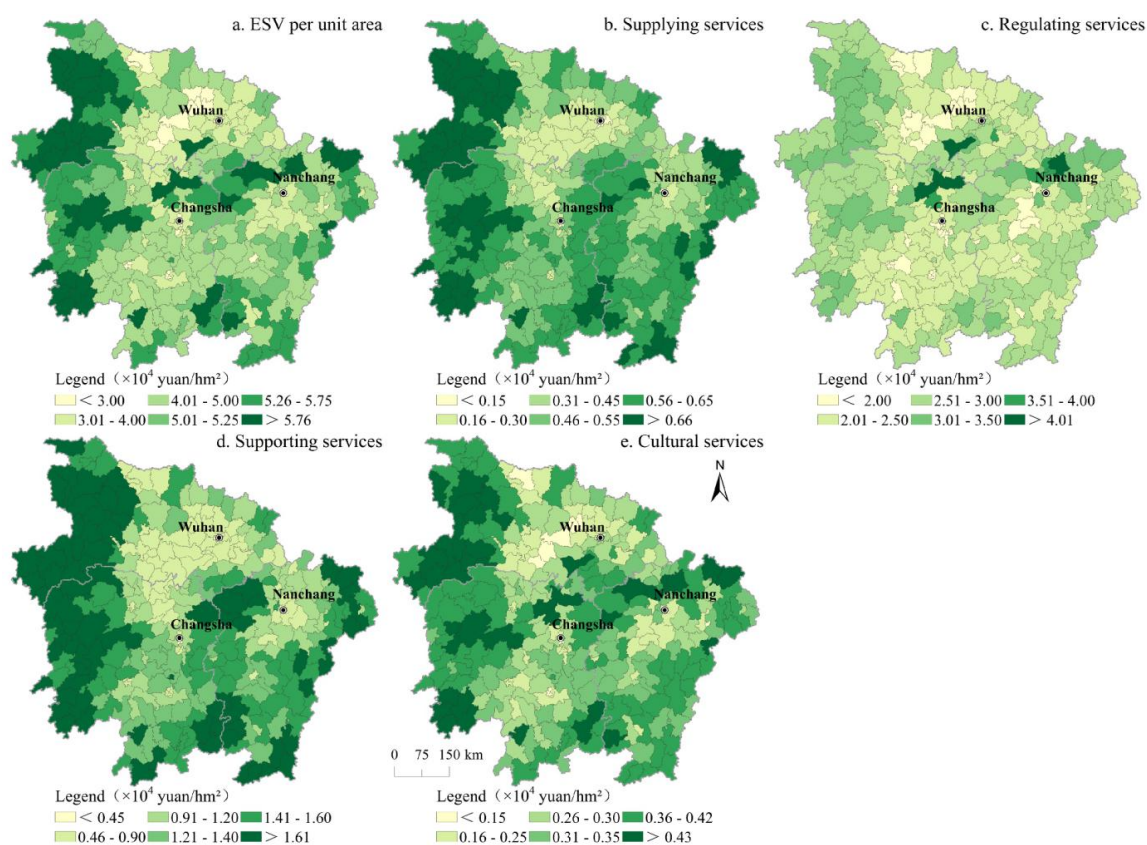 a. ESV per unit area
Wuhan
Nanchang
Changsha
Legend (×10⁴ yuan/hm²)
< 3.00 4.01 - 5.00 5.26 - 5.75
3.01 - 4.00 5.01 - 5.25 > 5.76
b. Supplying services
Wuhan
Nanchang
Changsha
Legend (×10⁴ yuan/hm²)
< 0.15 0.31 - 0.45 0.56 - 0.65
0.16 - 0.30 0.46 - 0.55 > 0.66
c. Regulating services
Wuhan
Nanchang
Changsha
Legend (×10⁴ yuan/hm²)
< 2.00 2.51 - 3.00 3.51 - 4.00
2.01 - 2.50 3.01 - 3.50 > 4.01
d. Supporting services
Wuhan
Nanchang
Changsha
Legend (×10⁴ yuan/hm²)
< 0.45 0.91 - 1.20 1.41 - 1.60
0.46 - 0.90 1.21 - 1.40 > 1.61
e. Cultural services
N
Wuhan
Nanchang
Changsha
0 75 150 km
Legend (×10⁴ yuan/hm²)
< 0.15 0.26 - 0.30 0.36 - 0.42
0.16 - 0.25 0.31 - 0.35 > 0.43